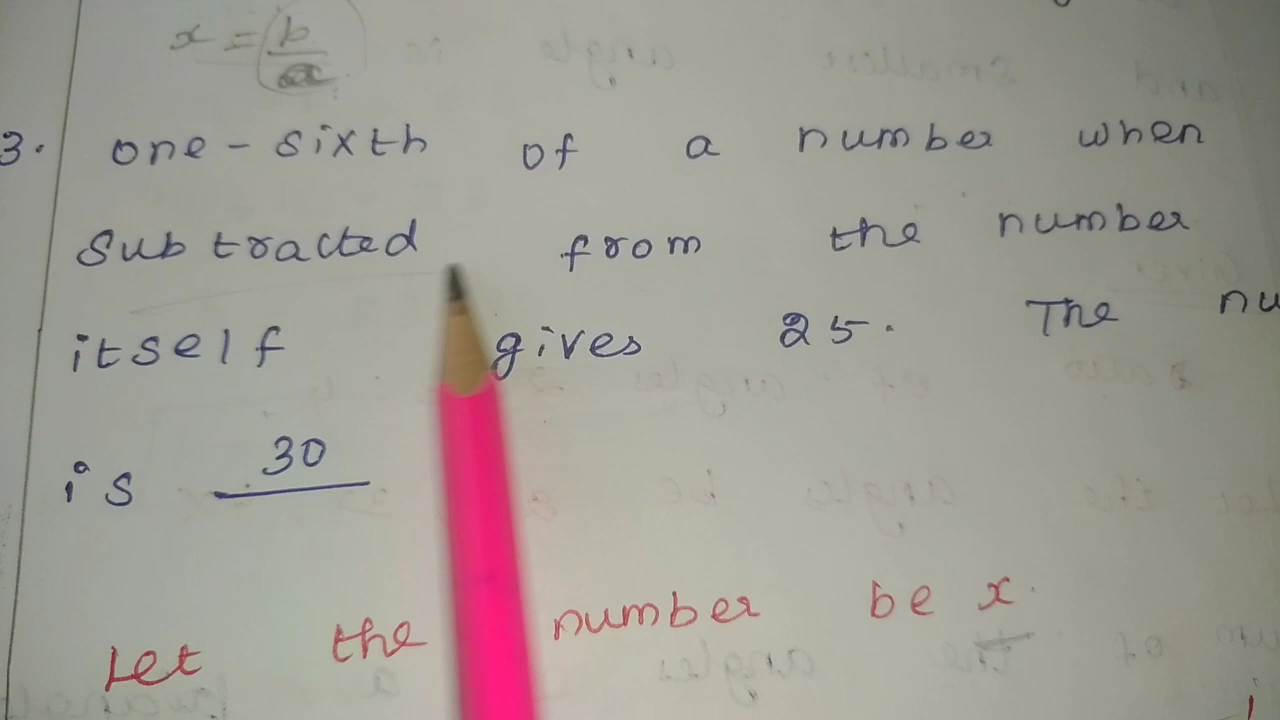 x = b/a
3. one-sixth of a number when
subtracted from the number
itself gives 25. The nu
is 30
Let the number be x.